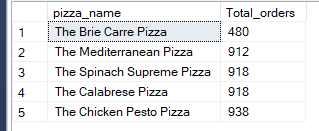 pizza_name Total_orders
1 The Brie Carre Pizza 480
2 The Mediterranean Pizza 912
3 The Spinach Supreme Pizza 918
4 The Calabrese Pizza 918
5 The Chicken Pesto Pizza 938